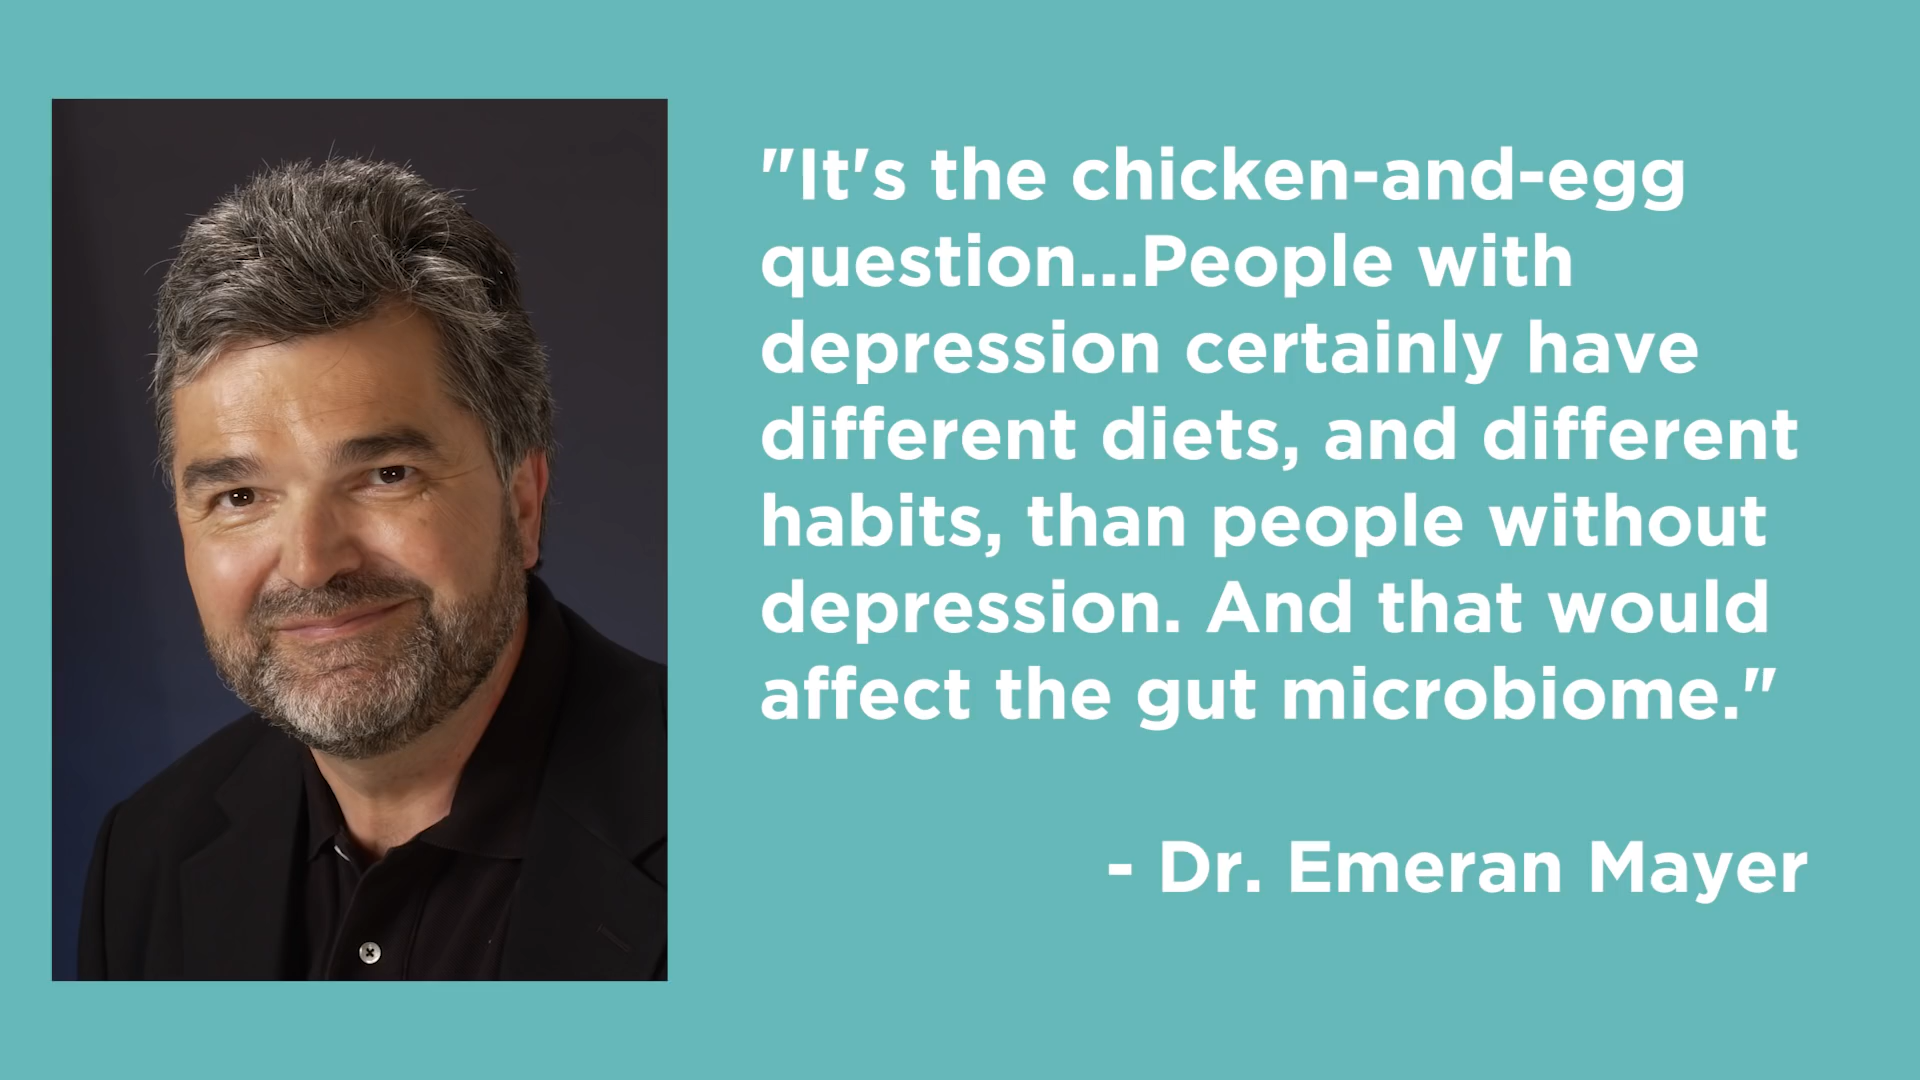 "It's the chicken-and-egg
question...People with
depression certainly have
different diets, and different
habits, than people without
depression. And that would
affect the gut microbiome."
- Dr. Emeran Mayer